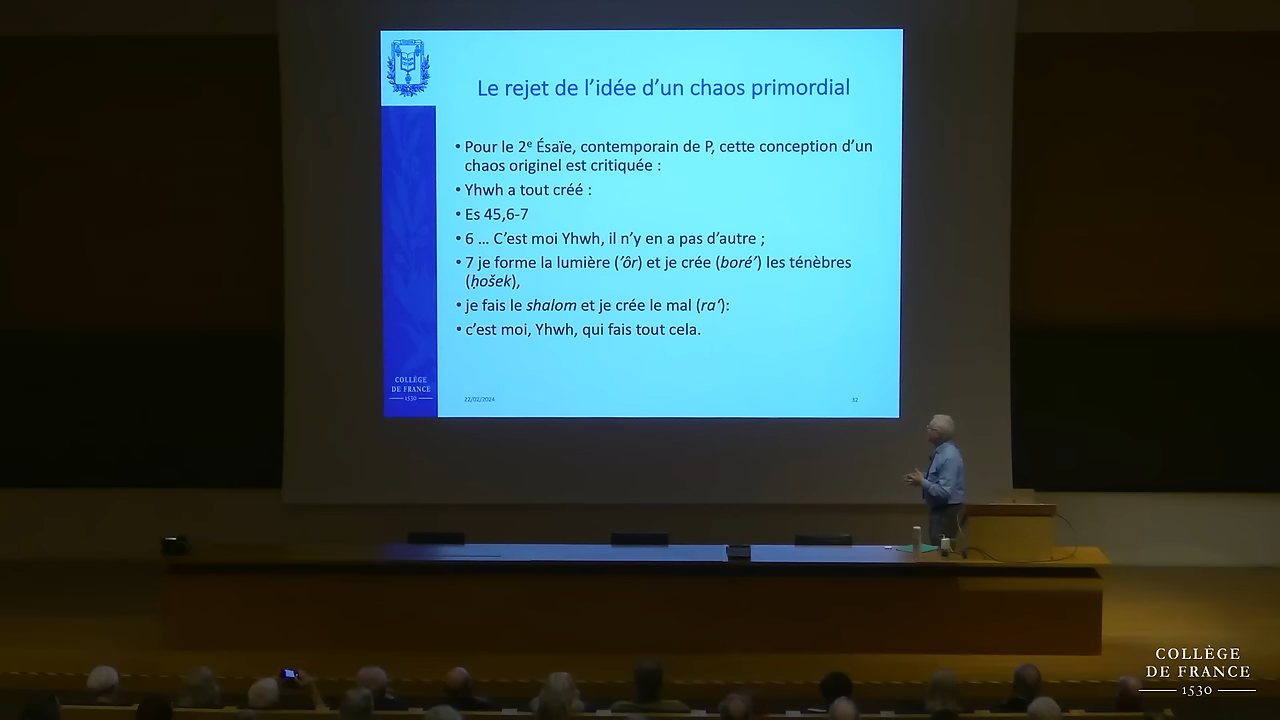 Le rejet de l'idée d'un chaos primordial
• Pour le 2e Ésaïe, contemporain de P, cette conception d'un
chaos originel est critiquée :
• Yhwh a tout créé :
• Es 45,6-7
• 6 ... C'est moi Yhwh, il n'y en a pas d'autre ;
• 7 je forme la lumière (’ôr) et je crée (boré’) les ténèbres
(ḥošek),
• je fais le shalom et je crée le mal (ra‘):
• c'est moi, Yhwh, qui fais tout cela.
COLLÈGE
DE FRANCE
1530
22/02/2024
32
COLLÈGE
DE FRANCE
1530